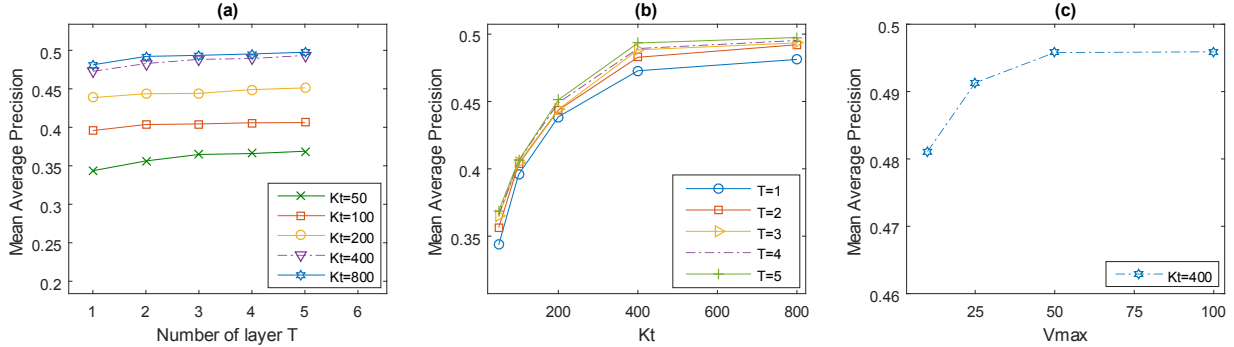 (a)
Mean Average Precision
0.5
0.45
0.4
0.35
0.3
0.25
0.2
1 2 3 4 5 6
Number of layer T
Kt=50
Kt=100
Kt=200
Kt=400
Kt=800
(b)
Mean Average Precision
0.5
0.45
0.4
0.35
0 200 400 600 800
Kt
T=1
T=2
T=3
T=4
T=5
(c)
Mean Average Precision
0.5
0.49
0.48
0.47
0.46
25 50 75 100
Vmax
Kt=400